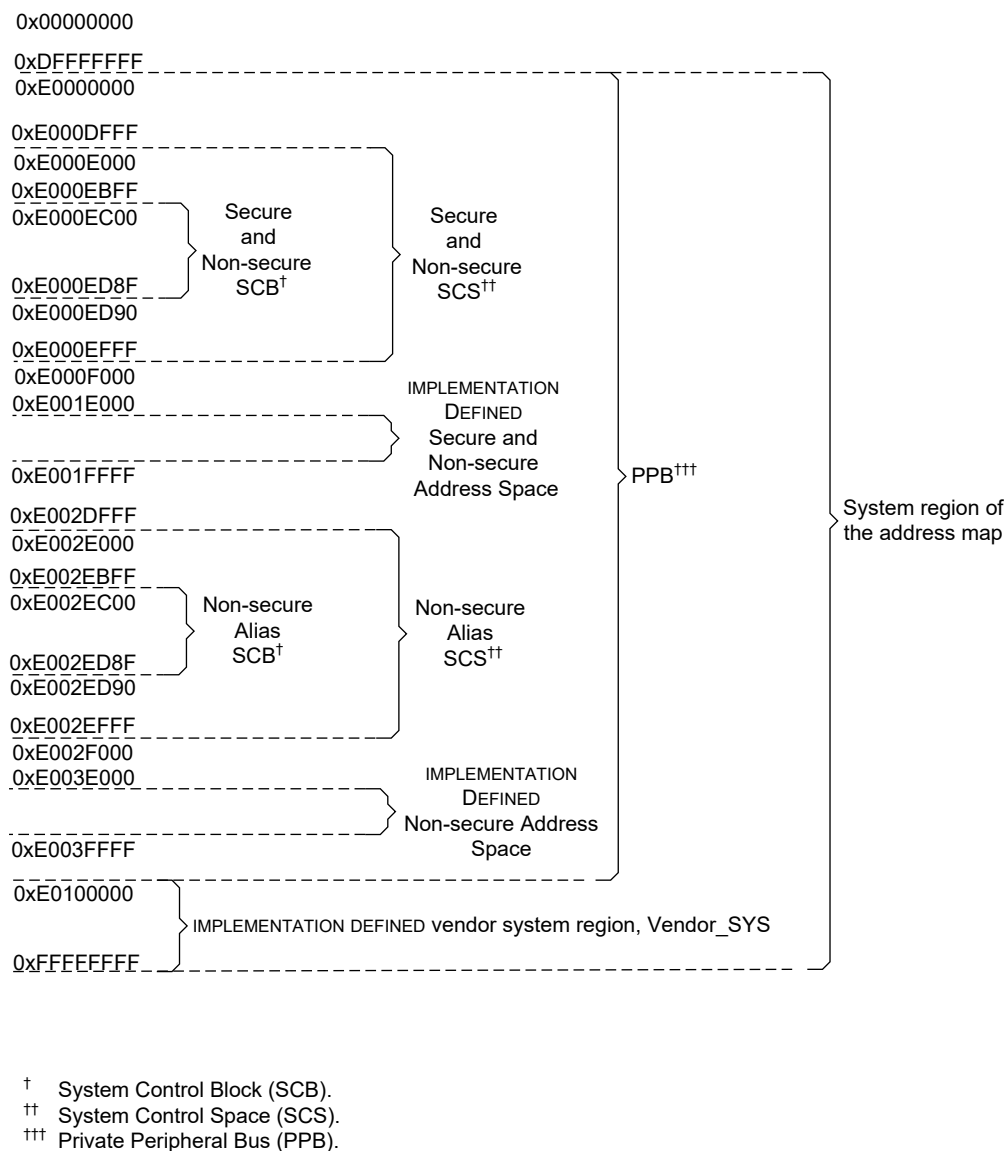 0x00000000
0xDFFFFFFF
0xE0000000
0xE000DFFF
0xE000E000
0xE000EBFF
0xE000EC00
Secure
and
Non-secure
SCB†
Secure
and
Non-secure
SCS††
0xE000ED8F
0xE000ED90
0xE000EFFF
0xE000F000
0xE001E000
IMPLEMENTATION
DEFINED
Secure and
Non-secure
Address Space
0xE001FFFF
PPB†††
System region of
the address map
0xE002DFFF
0xE002E000
0xE002EBFF
0xE002EC00
Non-secure
Alias
SCB†
Non-secure
Alias
SCS††
0xE002ED8F
0xE002ED90
0xE002EFFF
0xE002F000
0xE003E000
IMPLEMENTATION
DEFINED
Non-secure Address
Space
0xE003FFFF
0xE0100000
IMPLEMENTATION DEFINED vendor system region, Vendor_SYS
0xFFFFFFFF
† System Control Block (SCB).
†† System Control Space (SCS).
††† Private Peripheral Bus (PPB).